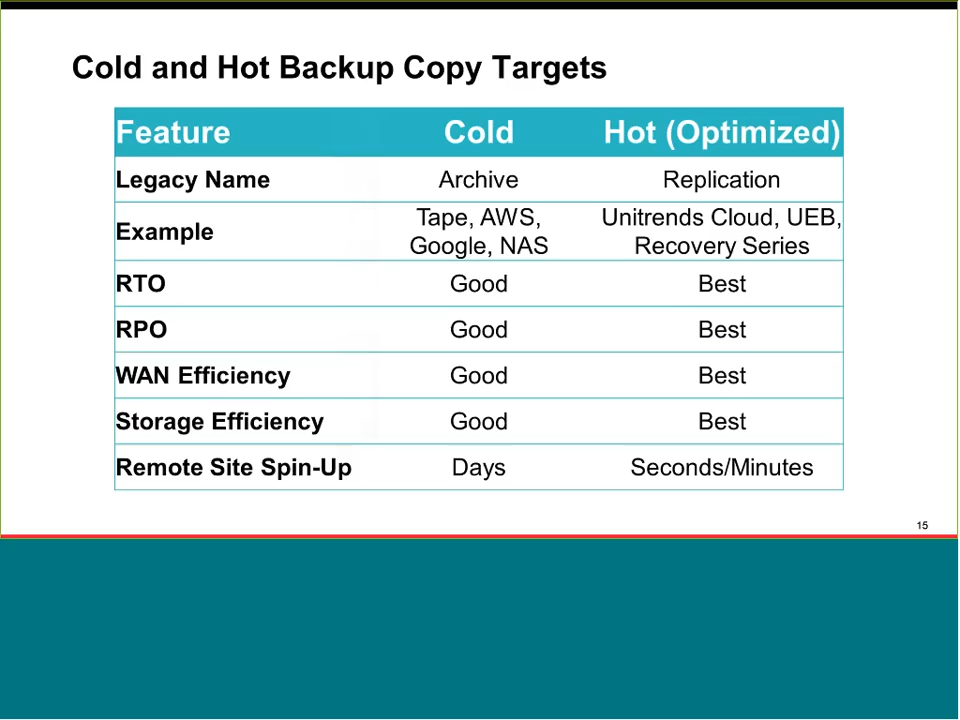 Cold and Hot Backup Copy Targets
Feature Cold Hot (Optimized)
Legacy Name Archive Replication
Example Tape, AWS, Google, NAS Unitrends Cloud, UEB, Recovery Series
RTO Good Best
RPO Good Best
WAN Efficiency Good Best
Storage Efficiency Good Best
Remote Site Spin-Up Days Seconds/Minutes
15